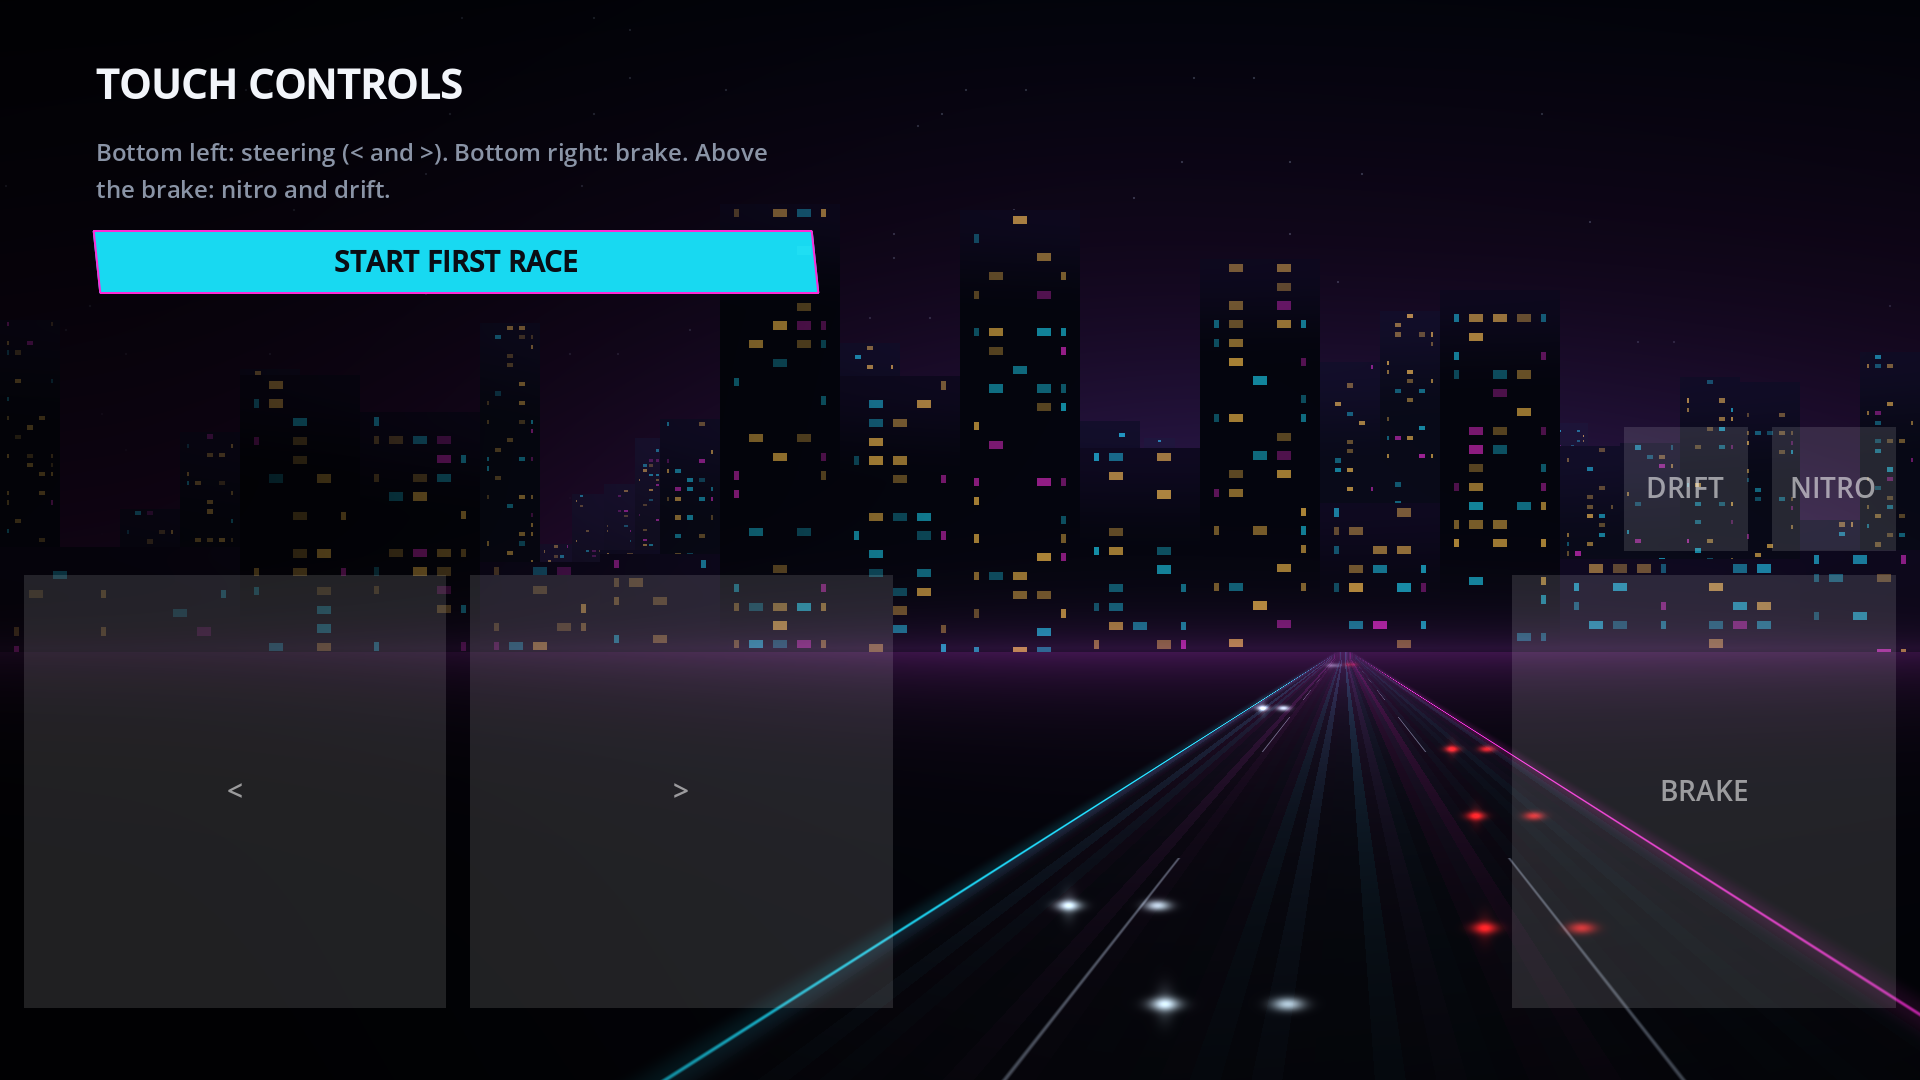 TOUCH CONTROLS
Bottom left: steering (< and >). Bottom right: brake. Above
the brake: nitro and drift.
START FIRST RACE
DRIFT
NITRO
<
>
BRAKE